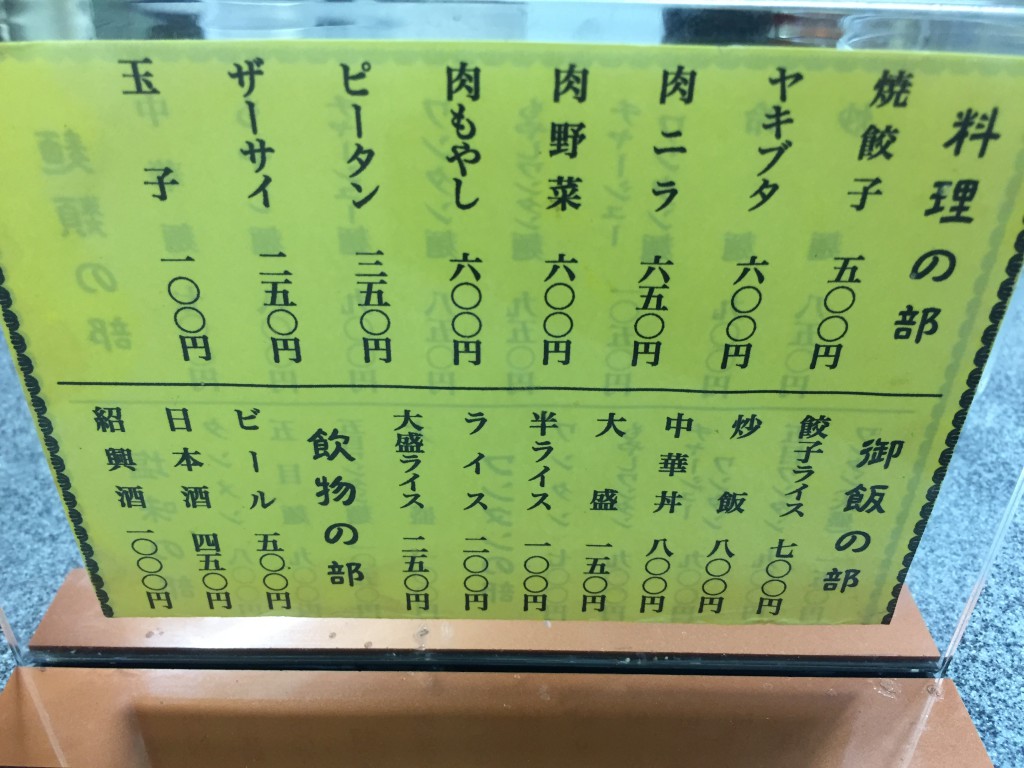 料理の部
焼餃子 五〇〇円
ヤキブタ 六〇〇円
肉ニラ 六五〇円
肉野菜 六〇〇円
肉もやし 六〇〇円
ピータン 三五〇円
ザーサイ 二五〇円
玉子 一〇〇円
御飯の部
餃子ライス 七〇〇円
炒飯 八〇〇円
中華丼 八〇〇円
大盛 一五〇円
半ライス 一〇〇円
ライス 二〇〇円
大盛ライス 二五〇円
飲物の部
ビール 五〇〇円
日本酒 四五〇円
紹興酒 一〇〇〇円
麺類の部